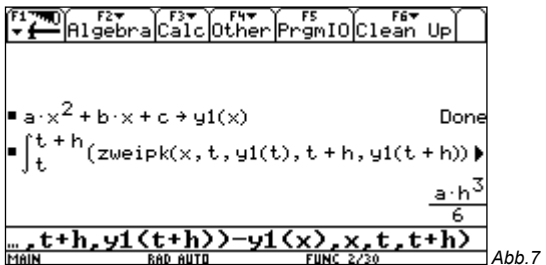 F1 F2 Algebra F3 Calc F4 Other F5 PrgmIO F6 Clean Up
a·x² + b·x + c → y1(x) Done
∫ t + h t (zweipk(x, t, y1(t), t + h, y1(t + h)) ▶
a·h³ / 6
…,t+h,y1(t+h))-y1(x),x,t,t+h)
MAIN RAD AUTO FUNC 2/30
Abb.7